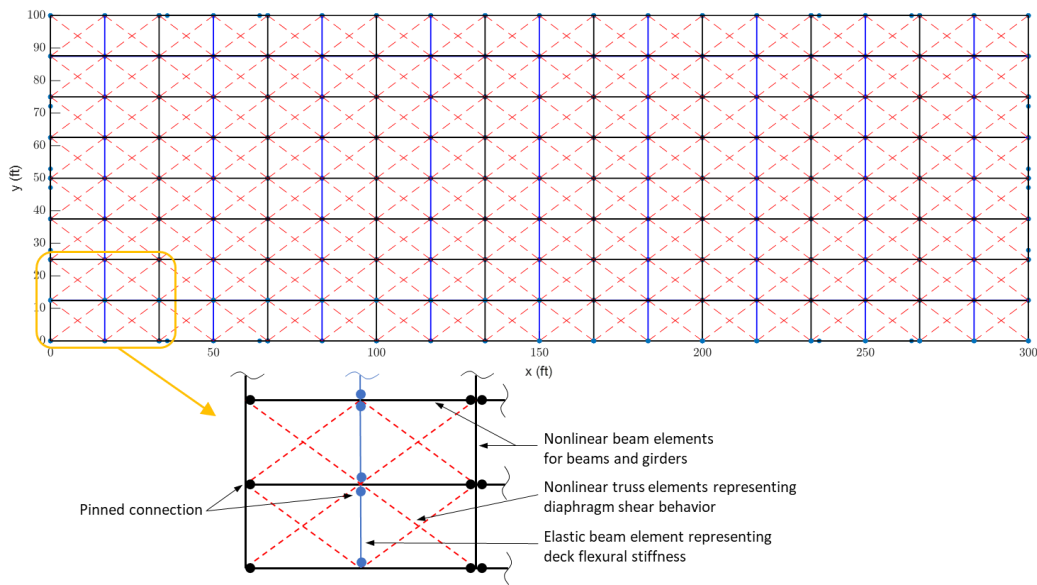 100
90
80
70
60
50
40
30
20
10
0
y (ft)
0
50
100
150
200
250
300
x (ft)
Nonlinear beam elements
for beams and girders
Nonlinear truss elements representing
diaphragm shear behavior
Pinned connection
Elastic beam element representing
deck flexural stiffness